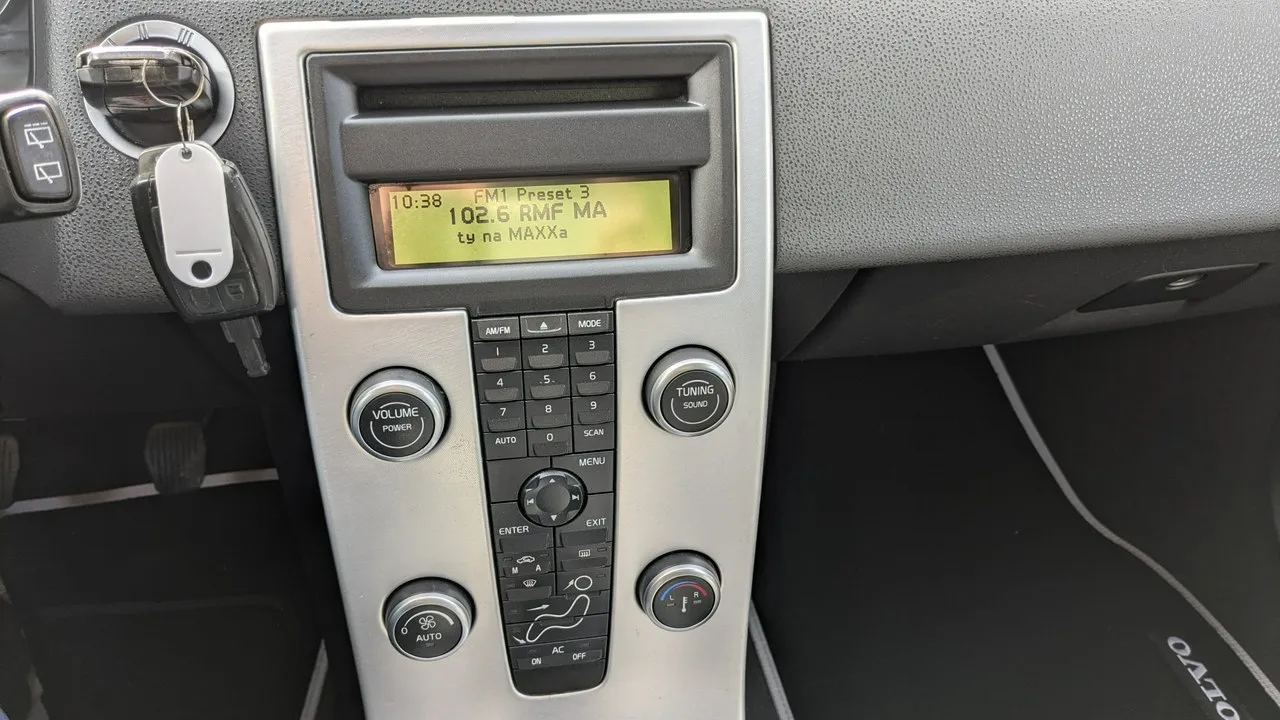 10:38 FM1 Preset 3
102.6 RMF MA
ty na MAXXa
AM/FM MODE
1 2 3
4 5 6
7 8 9
AUTO 0 SCAN
VOLUME
POWER
TUNING
SOUND
MENU
ENTER EXIT
M A
0 AUTO
L R
AC
ON OFF
OLVO